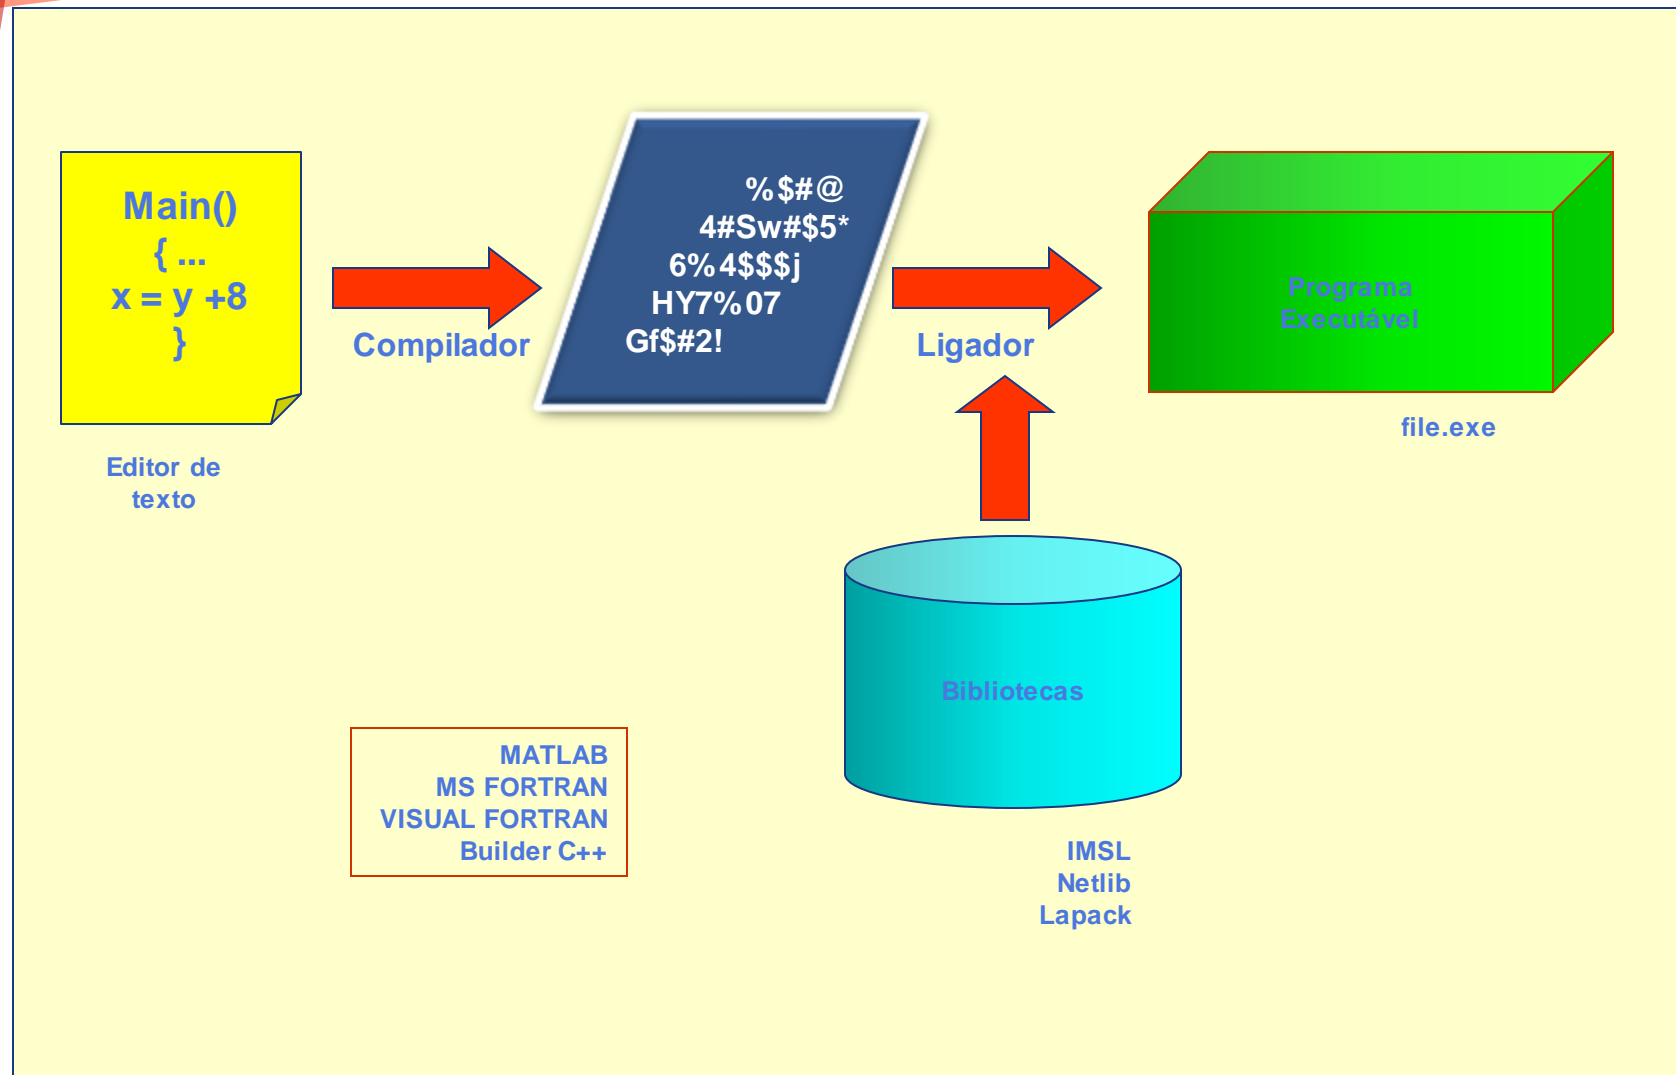 Main()
{ ...
x = y +8
}
Editor de
texto
Compilador
%$#@
4#Sw#$5*
6%4$$$j
HY7%07
Gf$#2!
Ligador
Programa
Executável
file.exe
Bibliotecas
IMSL
Netlib
Lapack
MATLAB
MS FORTRAN
VISUAL FORTRAN
Builder C++